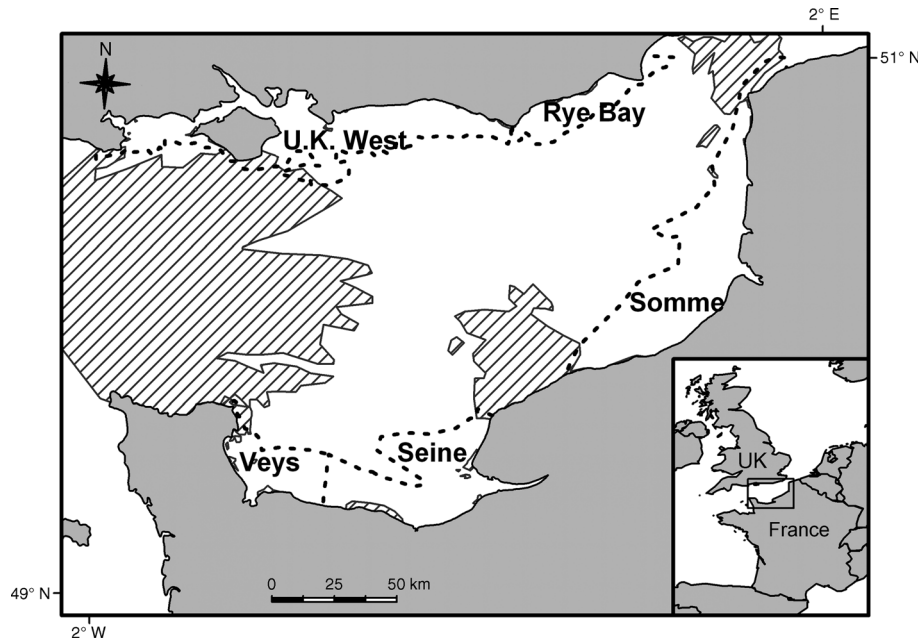 2° E
N
51° N
Rye Bay
U.K. West
Somme
Seine
Veys
UK
France
0 25 50 km
49° N
2° W